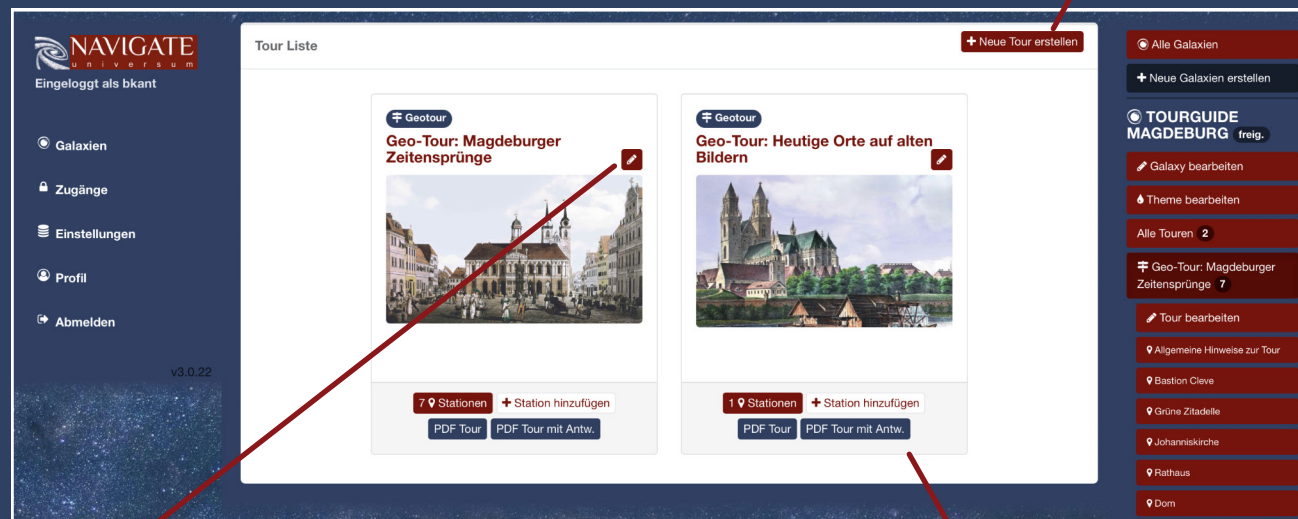 NAVIGATE
universum
Eingeloggt als bkant
Galaxien
Zugänge
Einstellungen
Profil
Abmelden
v3.0.22
Tour Liste
+ Neue Tour erstellen
Geotour
Geo-Tour: Magdeburger
Zeitensprünge
7 Stationen + Station hinzufügen
PDF Tour PDF Tour mit Antw.
Geotour
Geo-Tour: Heutige Orte auf alten
Bildern
1 Stationen + Station hinzufügen
PDF Tour PDF Tour mit Antw.
Alle Galaxien
+ Neue Galaxien erstellen
TOURGUIDE
MAGDEBURG freig.
Galaxy bearbeiten
Theme bearbeiten
Alle Touren 2
Geo-Tour: Magdeburger
Zeitensprünge 7
Tour bearbeiten
Allgemeine Hinweise zur Tour
Bastion Cleve
Grüne Zitadelle
Johanniskirche
Rathaus
Dom